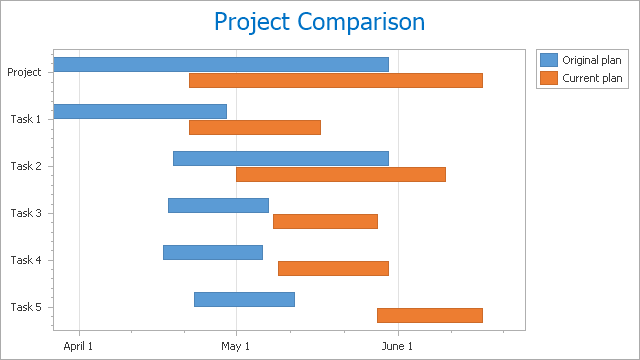 Project Comparison
Original plan
Current plan
Project
Task 1
Task 2
Task 3
Task 4
Task 5
April 1
May 1
June 1